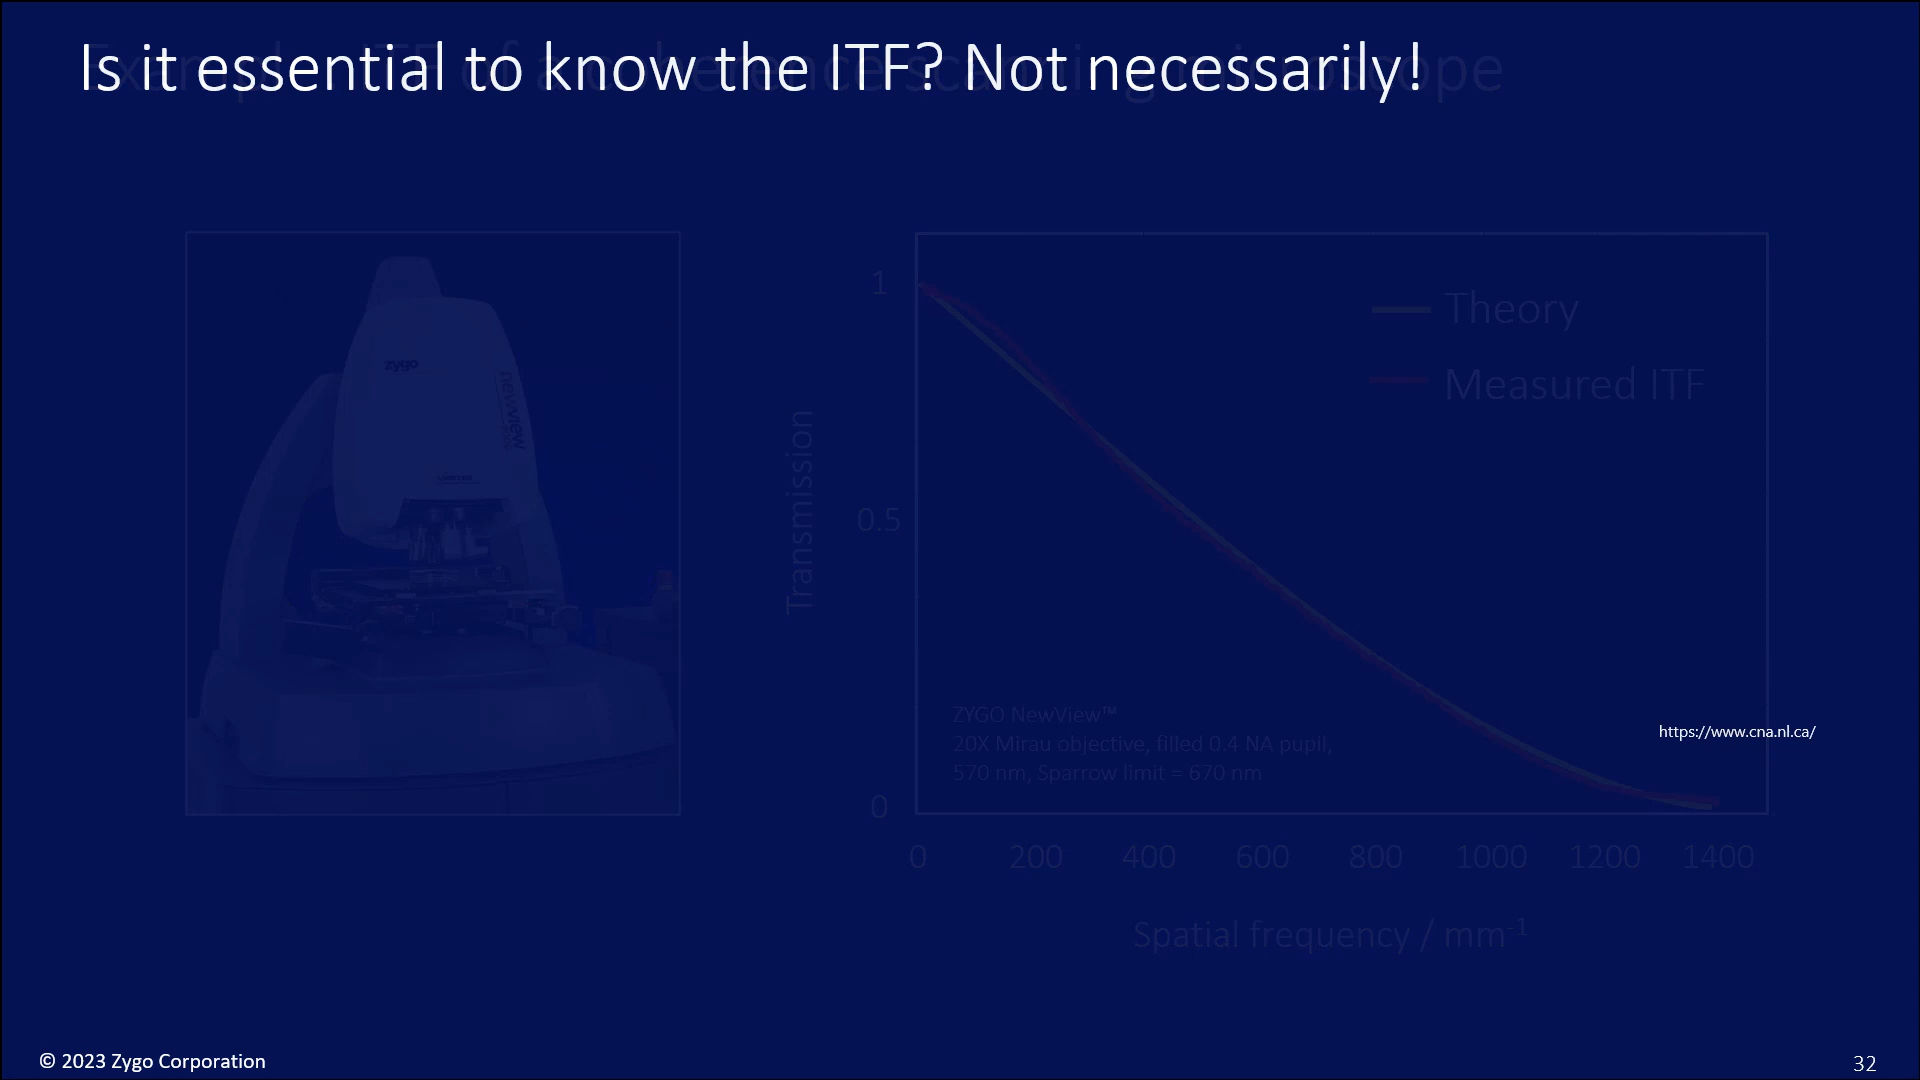 Is it essential to know the ITF? Not necessarily!
zygo
newview
1
Theory
Measured ITF
Transmission
0.5
ZYGO NewView™
20X Mirau objective, filled 0.4 NA pupil,
570 nm, Sparrow limit = 670 nm
https://www.cna.nl.ca/
0
0 200 400 600 800 1000 1200 1400
Spatial frequency / mm⁻¹
© 2023 Zygo Corporation
32